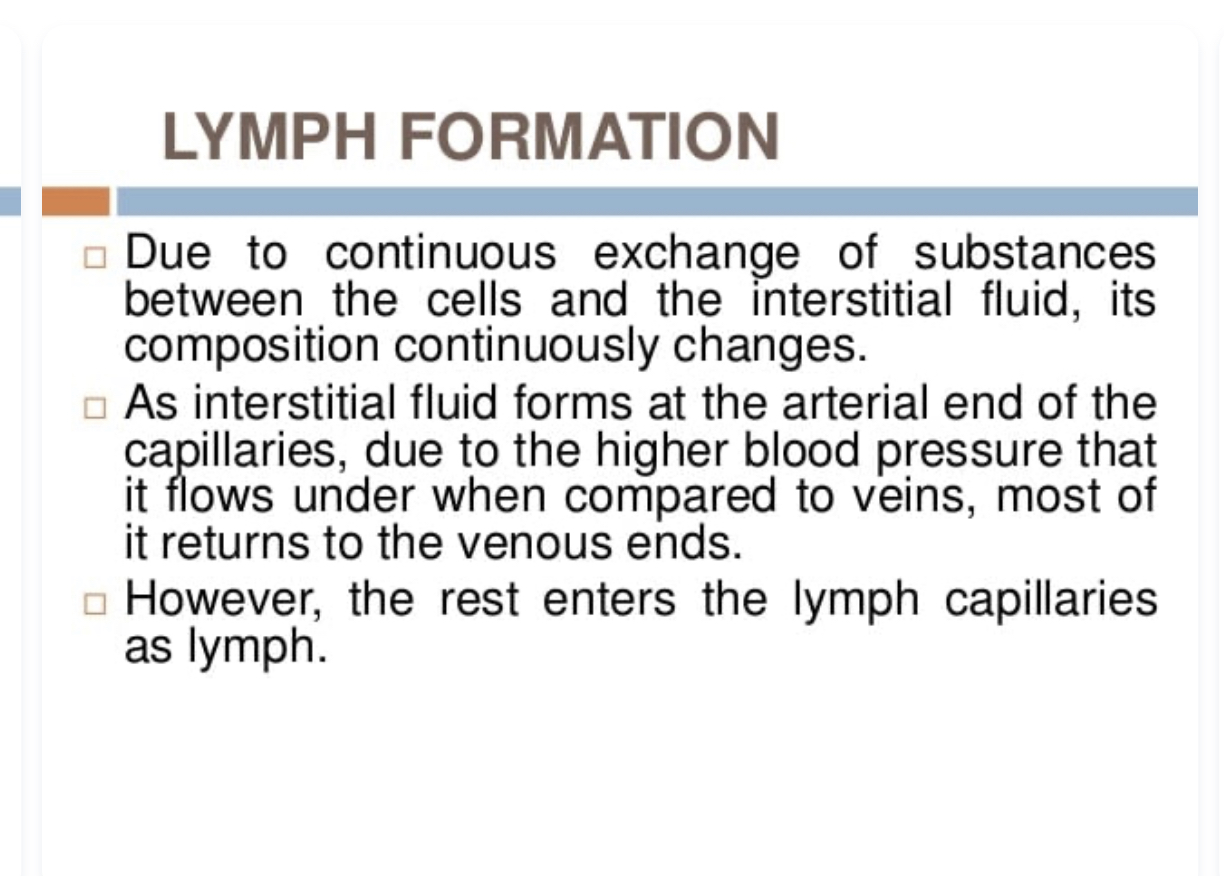 LYMPH FORMATION
Due to continuous exchange of substances
between the cells and the interstitial fluid, its
composition continuously changes.
As interstitial fluid forms at the arterial end of the
capillaries, due to the higher blood pressure that
it flows under when compared to veins, most of
it returns to the venous ends.
However, the rest enters the lymph capillaries
as lymph.